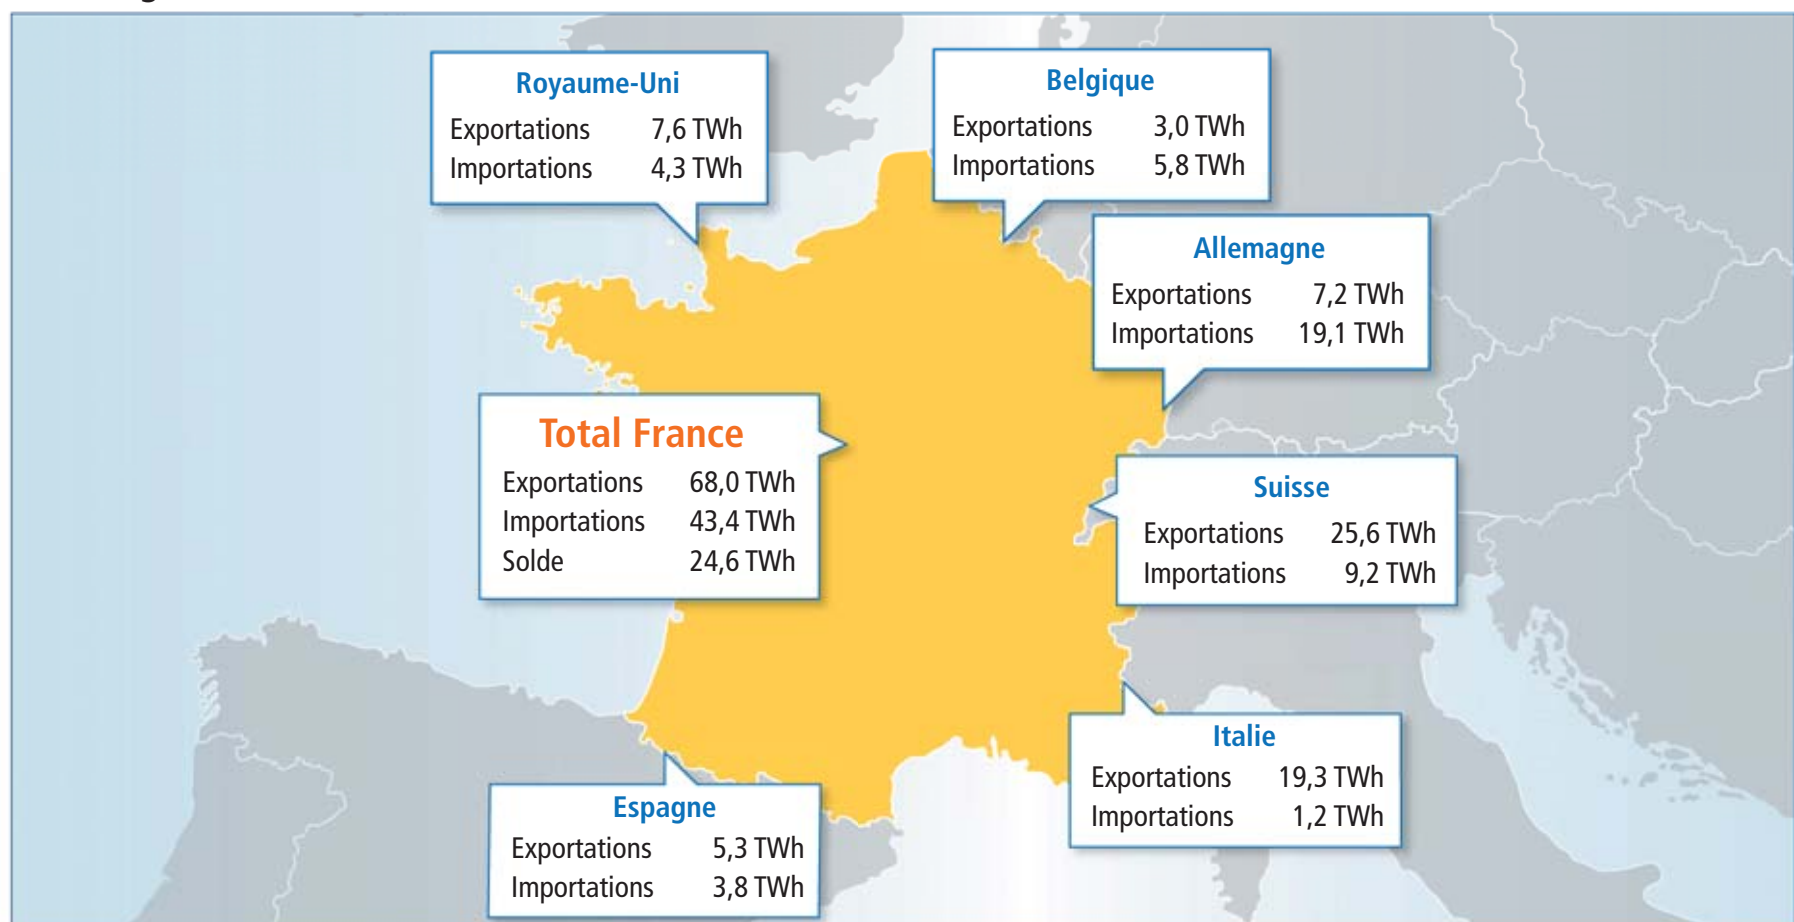 Royaume-Uni
Exportations 7,6 TWh
Importations 4,3 TWh
Belgique
Exportations 3,0 TWh
Importations 5,8 TWh
Allemagne
Exportations 7,2 TWh
Importations 19,1 TWh
Total France
Exportations 68,0 TWh
Importations 43,4 TWh
Solde 24,6 TWh
Suisse
Exportations 25,6 TWh
Importations 9,2 TWh
Italie
Exportations 19,3 TWh
Importations 1,2 TWh
Espagne
Exportations 5,3 TWh
Importations 3,8 TWh